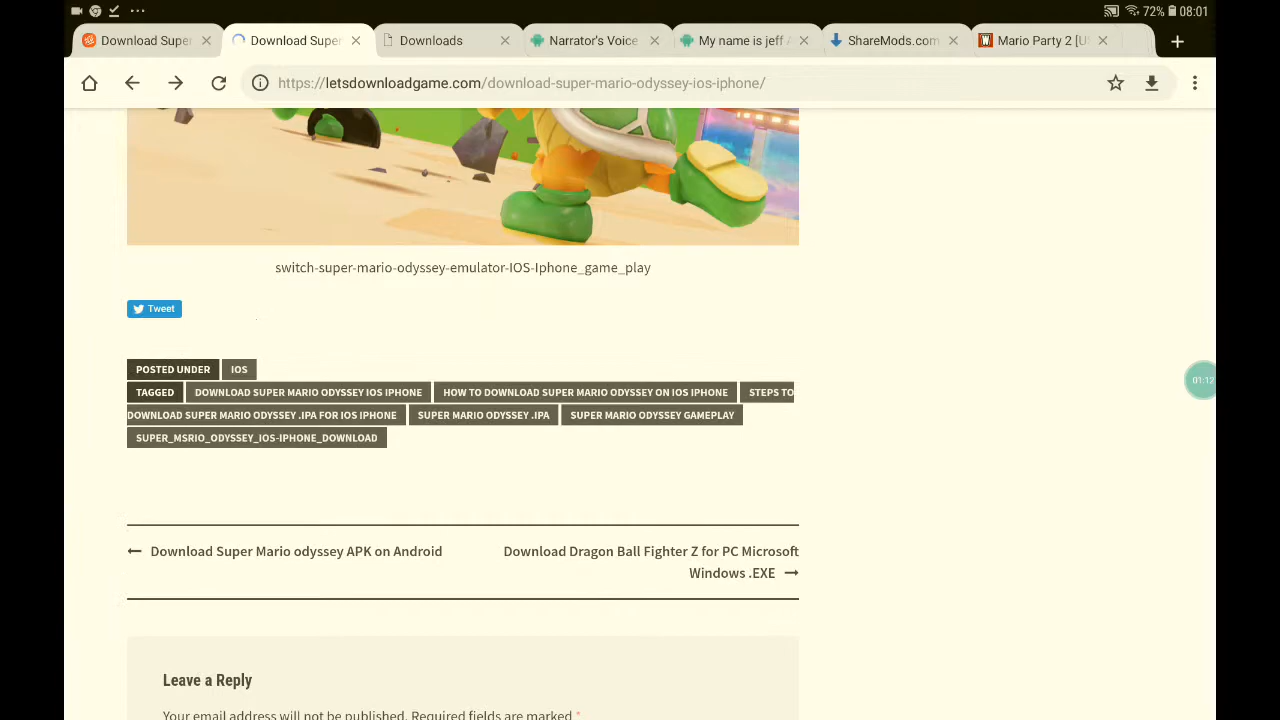 72% 08:01
Download Super
Download Super
Downloads
Narrator's Voice
My name is jeff
ShareMods.com
Mario Party 2 [U
https://letsdownloadgame.com/download-super-mario-odyssey-ios-iphone/
switch-super-mario-odyssey-emulator-IOS-Iphone_game_play
Tweet
01:12
POSTED UNDER IOS
TAGGED DOWNLOAD SUPER MARIO ODYSSEY IOS IPHONE HOW TO DOWNLOAD SUPER MARIO ODYSSEY ON IOS IPHONE STEPS TO
DOWNLOAD SUPER MARIO ODYSSEY .IPA FOR IOS IPHONE SUPER MARIO ODYSSEY .IPA SUPER MARIO ODYSSEY GAMEPLAY
SUPER_MSRIO_ODYSSEY_IOS-IPHONE_DOWNLOAD
← Download Super Mario odyssey APK on Android
Download Dragon Ball Fighter Z for PC Microsoft
Windows .EXE →
Leave a Reply
Your email address will not be published. Required fields are marked *